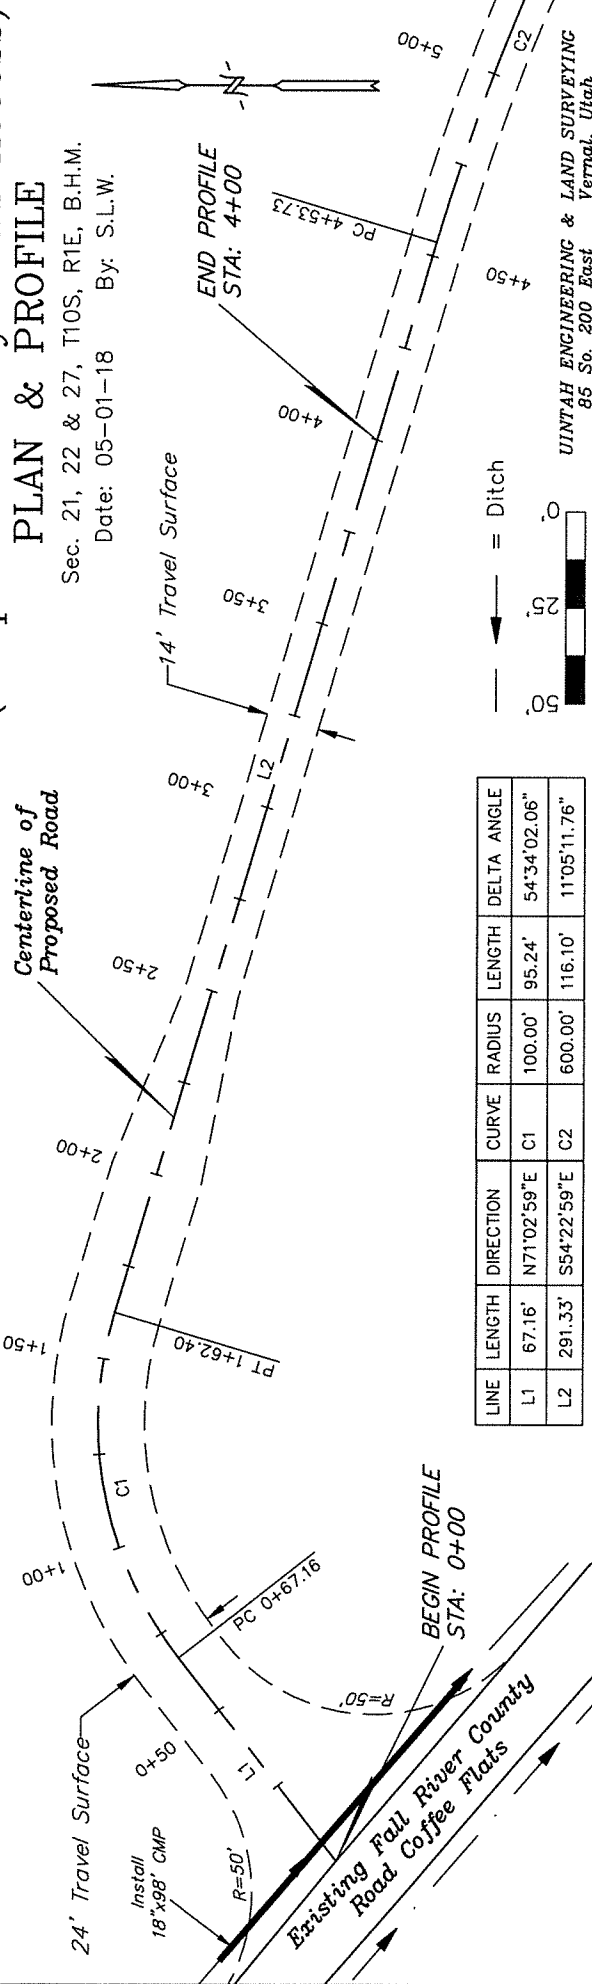 PLAN & PROFILE
Sec. 21, 22 & 27, T10S, R1E, B.H.M.
Date: 05-01-18 By: S.L.W.
24' Travel Surface
Install
18"x98' CMP
R=50'
0+50
L1
PC 0+67.16
R=50'
BEGIN PROFILE
STA: 0+00
Existing Fall River County
Road Coffee Flats
1+00
C1
1+50
PT 1+62.40
2+00
Centerline of
Proposed Road
2+50
3+00
L2
14' Travel Surface
3+50
4+00
END PROFILE
STA: 4+00
PC 4+53.73
4+50
5+00
C2
LINE LENGTH DIRECTION CURVE RADIUS LENGTH DELTA ANGLE
L1 67.16' N71°02'59"E C1 100.00' 95.24' 54°34'02.06"
L2 291.33' S54°22'59"E C2 600.00' 116.10' 11°05'11.76"
= Ditch
50' 25' 0'
UINTAH ENGINEERING & LAND SURVEYING
85 So. 200 East Vernal, Utah